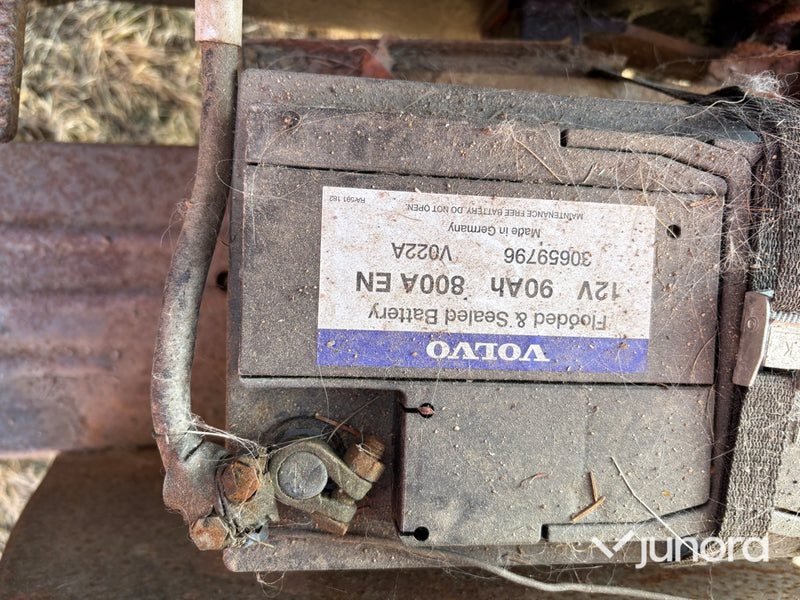 VOLVO
Flooded & Sealed Battery
12V 90Ah 800A EN
30659796 V022A
Made in Germany
MAINTENANCE FREE BATTERY. DO NOT OPEN.
junora